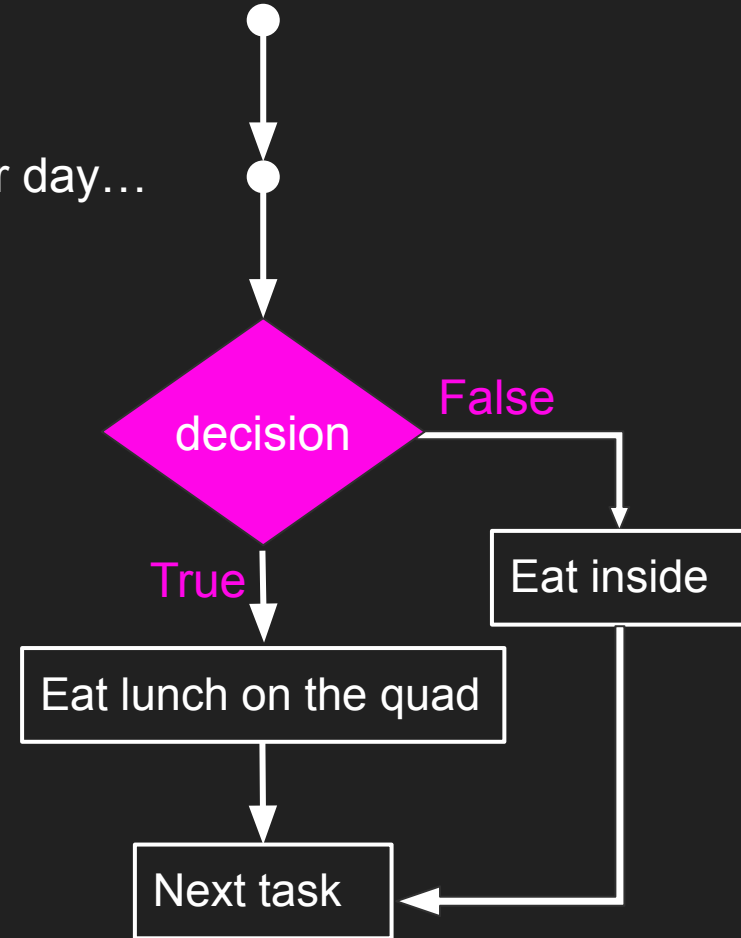 r day…
decision
False
True
Eat inside
Eat lunch on the quad
Next task